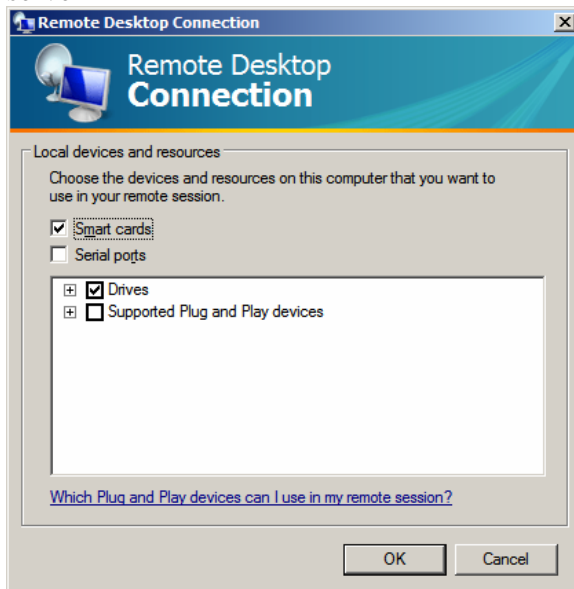 Remote Desktop Connection
Remote Desktop
Connection
Local devices and resources
Choose the devices and resources on this computer that you want to
use in your remote session.
Smart cards
Serial ports
Drives
Supported Plug and Play devices
Which Plug and Play devices can I use in my remote session?
OK Cancel